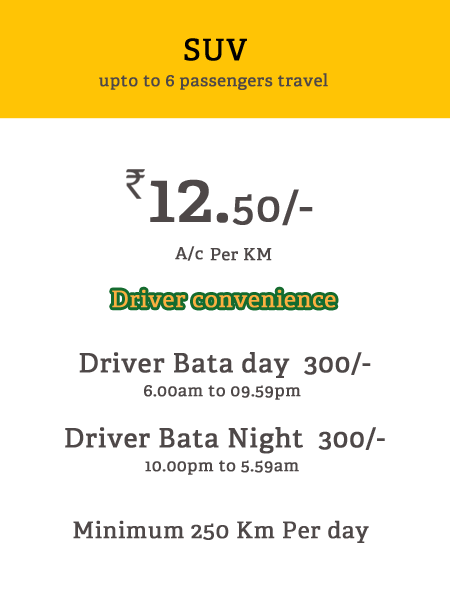 SUV
upto to 6 passengers travel
₹12.50/-
A/c Per KM
Driver convenience
Driver Bata day 300/-
6.00am to 09.59pm
Driver Bata Night 300/-
10.00pm to 5.59am
Minimum 250 Km Per day